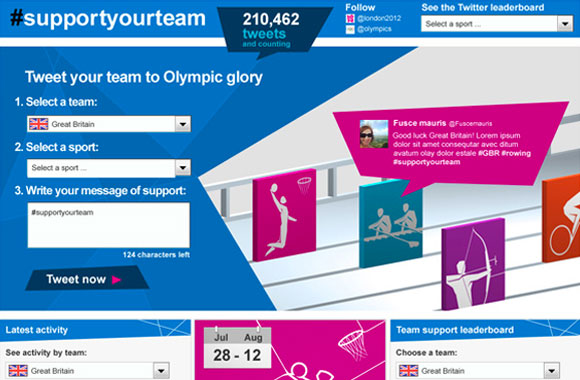 #supportyourteam
210,462
tweets
and counting
Follow
@london2012
@olympics
See the Twitter leaderboard
Select a sport ...
Tweet your team to Olympic glory
1. Select a team:
Great Britain
2. Select a sport:
Select a sport ...
3. Write your message of support:
#supportyourteam
124 characters left
Tweet now
Fusce mauris @Fuscemauris
Good luck Great Britain! Lorem ipsum
dolor sit amet consequatur avec dictum
avatum olay dolor estale #GBR #rowing
#supportyourteam
Latest activity
See activity by team:
Great Britain
Jul Aug
28 - 12
Team support leaderboard
Choose a team:
Great Britain